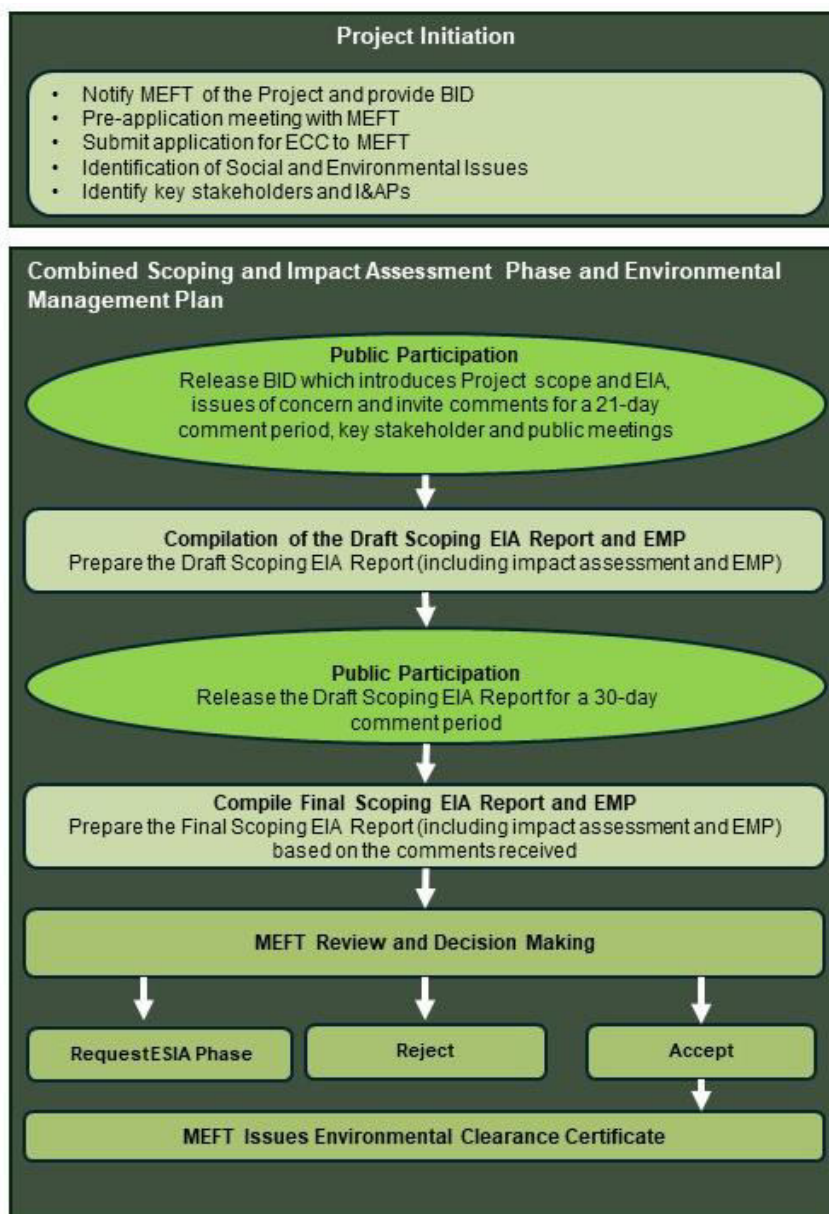 Project Initiation
• Notify MEFT of the Project and provide BID
• Pre-application meeting with MEFT
• Submit application for ECC to MEFT
• Identification of Social and Environmental Issues
• Identify key stakeholders and I&APs
Combined Scoping and Impact Assessment Phase and Environmental
Management Plan
Public Participation
Release BID which introduces Project scope and EIA,
issues of concern and invite comments for a 21-day
comment period, key stakeholder and public meetings
Compilation of the Draft Scoping EIA Report and EMP
Prepare the Draft Scoping EIA Report (including impact assessment and EMP)
Public Participation
Release the Draft Scoping EIA Report for a 30-day
comment period
Compile Final Scoping EIA Report and EMP
Prepare the Final Scoping EIA Report (including impact assessment and EMP)
based on the comments received
MEFT Review and Decision Making
Request ESIA Phase
Reject
Accept
MEFT Issues Environmental Clearance Certificate